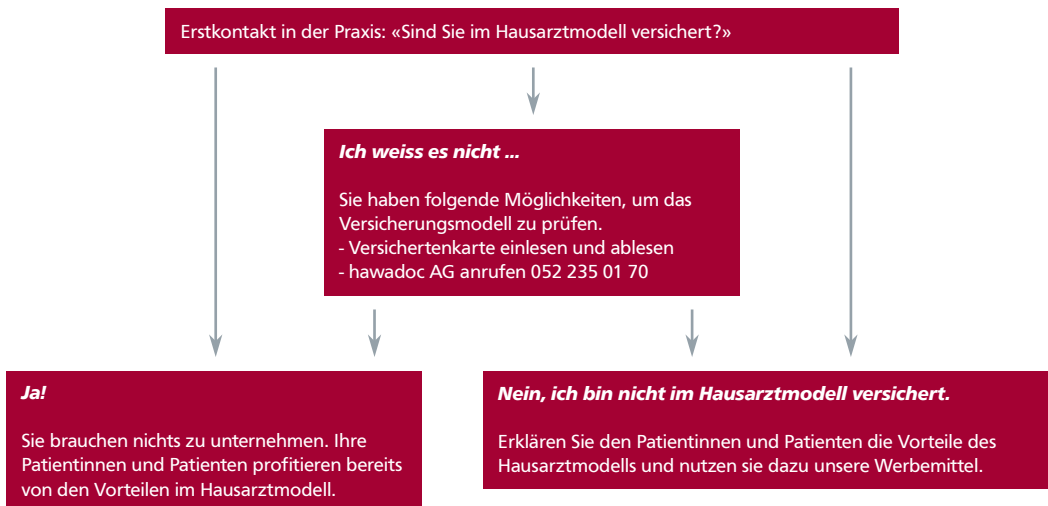 Erstkontakt in der Praxis: «Sind Sie im Hausarztmodell versichert?»
Ich weiss es nicht ...
Sie haben folgende Möglichkeiten, um das
Versicherungsmodell zu prüfen.
- Versichertenkarte einlesen und ablesen
- hawadoc AG anrufen 052 235 01 70
Ja!
Sie brauchen nichts zu unternehmen. Ihre
Patientinnen und Patienten profitieren bereits
von den Vorteilen im Hausarztmodell.
Nein, ich bin nicht im Hausarztmodell versichert.
Erklären Sie den Patientinnen und Patienten die Vorteile des
Hausarztmodells und nutzen sie dazu unsere Werbemittel.